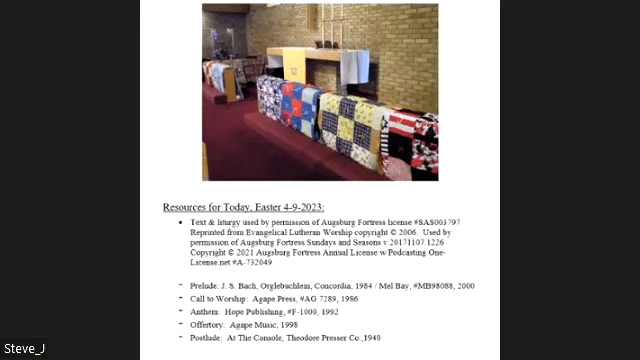 Resources for Today, Easter 4-9-2023:
• Text & liturgy used by permission of Augsburg Fortress license #SAS003797
Reprinted from Evangelical Lutheran Worship copyright © 2006. Used by
permission of Augsburg Fortress Sundays and Seasons v.20171107.1226
Copyright © 2021 Augsburg Fortress Annual License w/Podcasting One-
License.net #A-732049
- Prelude: J. S. Bach, Orglebuchlein, Concordia, 1984 / Mel Bay, #MB98088, 2000
- Call to Worship: Agape Press, #AG 7289, 1986
- Anthem: Hope Publishing, #F-1000, 1992
- Offertory: Agape Music, 1998
- Postlude: At The Console, Theodore Presser Co.,1940
Steve_J